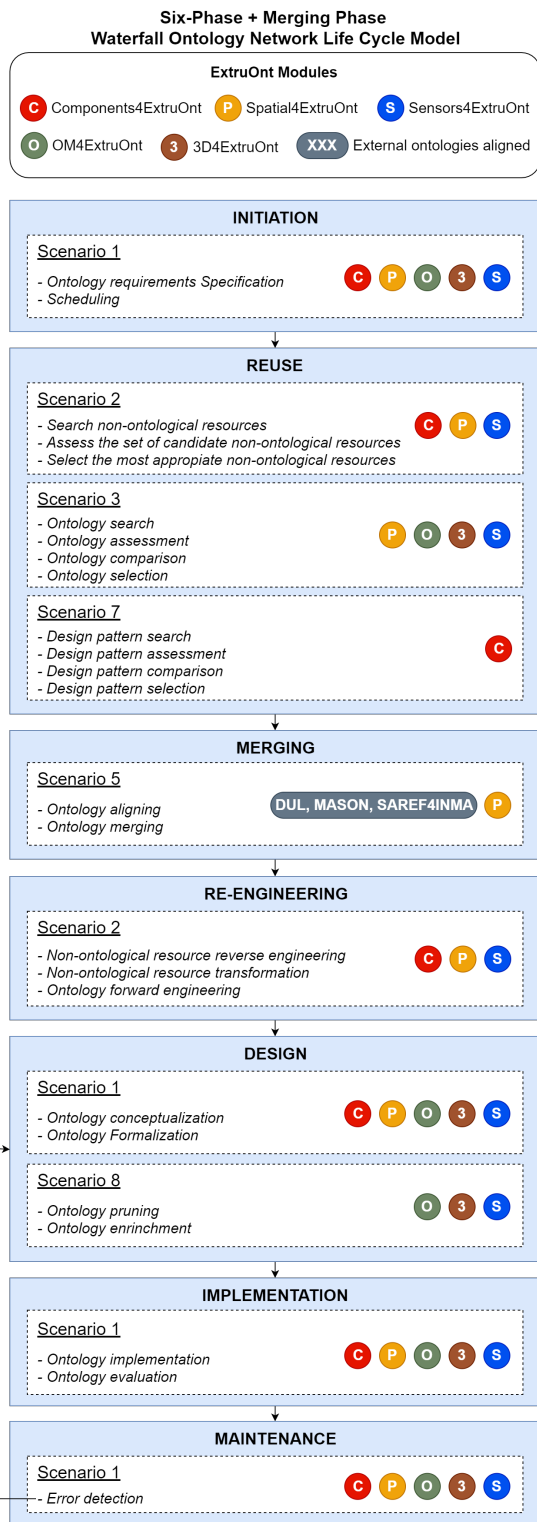 Six-Phase + Merging Phase
Waterfall Ontology Network Life Cycle Model
ExtruOnt Modules
C Components4ExtruOnt P Spatial4ExtruOnt S Sensors4ExtruOnt
O OM4ExtruOnt 3 3D4ExtruOnt XXX External ontologies aligned
INITIATION
Scenario 1
- Ontology requirements Specification
- Scheduling
C P O 3 S
REUSE
Scenario 2
- Search non-ontological resources
- Assess the set of candidate non-ontological resources
- Select the most appropiate non-ontological resources
C P S
Scenario 3
- Ontology search
- Ontology assessment
- Ontology comparison
- Ontology selection
P O 3 S
Scenario 7
- Design pattern search
- Design pattern assessment
- Design pattern comparison
- Design pattern selection
C
MERGING
Scenario 5
- Ontology aligning
- Ontology merging
DUL, MASON, SAREF4INMA P
RE-ENGINEERING
Scenario 2
- Non-ontological resource reverse engineering
- Non-ontological resource transformation
- Ontology forward engineering
C P S
DESIGN
Scenario 1
- Ontology conceptualization
- Ontology Formalization
C P O 3 S
Scenario 8
- Ontology pruning
- Ontology enrinchment
O 3 S
IMPLEMENTATION
Scenario 1
- Ontology implementation
- Ontology evaluation
C P O 3 S
MAINTENANCE
Scenario 1
- Error detection
C P O 3 S